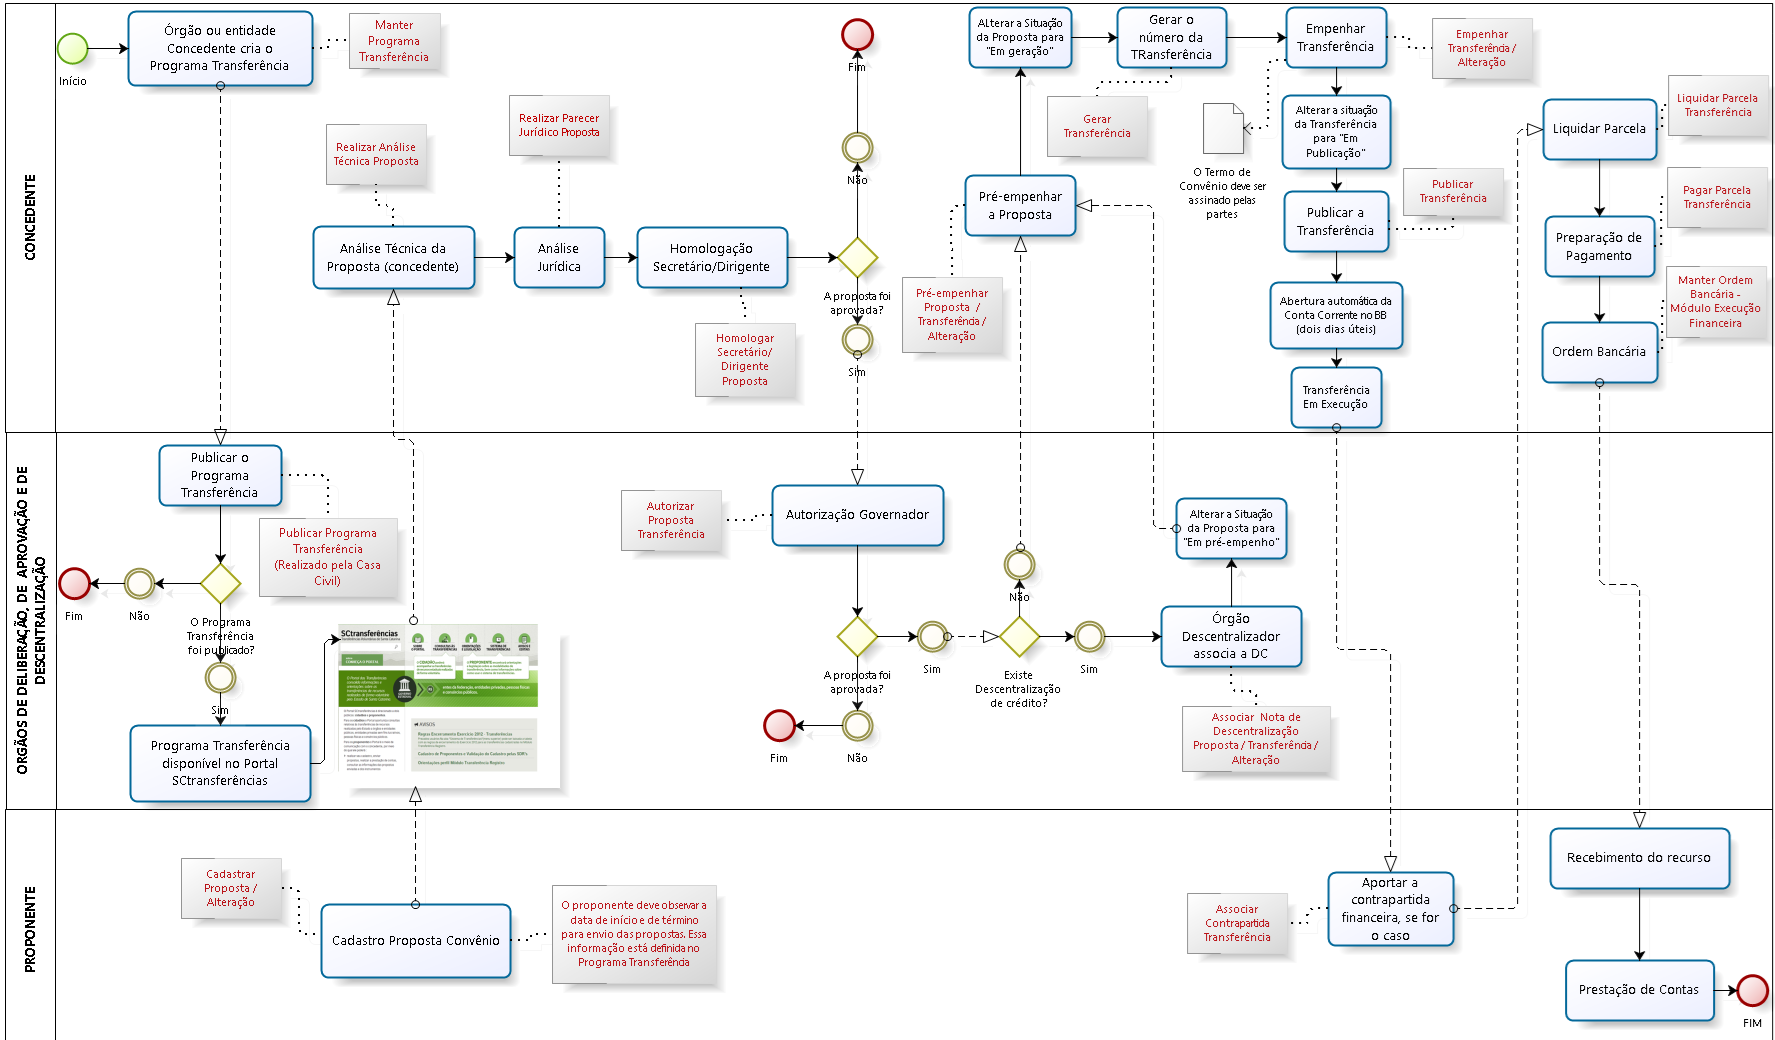 CONCEDENTE
Início
Órgão ou entidade
Concedente cria o
Programa Transferência
Manter
Programa
Transferência
Realizar Análise
Técnica Proposta
Realizar Parecer
Jurídico Proposta
Análise Técnica da
Proposta (concedente)
Análise
Jurídica
Homologação
Secretário/Dirigente
Homologar
Secretário/
Dirigente
Proposta
Fim
Não
A proposta foi
aprovada?
Sim
ALterar a Situação
da Proposta para
"Em geração"
Gerar o
número da
TRansferência
Gerar
Transferência
Empenhar
Transferência
Empenhar
Transferência /
Alteração
O Termo de
Convênio deve ser
assinado pelas
partes
Alterar a situação
da Transferência
para "Em
Publicação"
Pré-empenhar
a Proposta
Pré-empenhar
Proposta /
Transferência /
Alteração
Publicar a
Transferência
Publicar
Transferência
Abertura automática da
Conta Corrente no BB
(dois dias úteis)
Transferência
Em Execução
Liquidar Parcela
Liquidar Parcela
Transferência
Preparação de
Pagamento
Pagar Parcela
Transferência
Ordem Bancária
Manter Ordem
Bancária -
Módulo Execução
Financeira
ORGÃOS DE DELIBERAÇÃO, DE APROVAÇÃO E DE
DESCENTRALIZAÇÃO
Publicar o
Programa
Transferência
Publicar Programa
Transferência
(Realizado pela Casa
Civil)
Fim
Não
O Programa
Transferência
foi publicado?
Sim
Programa Transferência
disponível no Portal
SCtransferências
SCtransferências
AVISOS
Autorizar
Proposta
Transferência
Autorização Governador
A proposta foi
aprovada?
Sim
Fim
Não
Não
Existe
Descentralização
de crédito?
Sim
Alterar a Situação
da Proposta para
"Em pré-empenho"
Órgão
Descentralizador
associa a DC
Associar Nota de
Descentralização
Proposta / Transferência /
Alteração
PROPONENTE
Cadastrar
Proposta /
Alteração
Cadastro Proposta Convênio
O proponente deve observar a
data de início e de término
para envio das propostas. Essa
informação está definida no
Programa Transferência
Associar
Contrapartida
Transferência
Aportar a
contrapartida
financeira, se for
o caso
Recebimento do recurso
Prestação de Contas
FIM